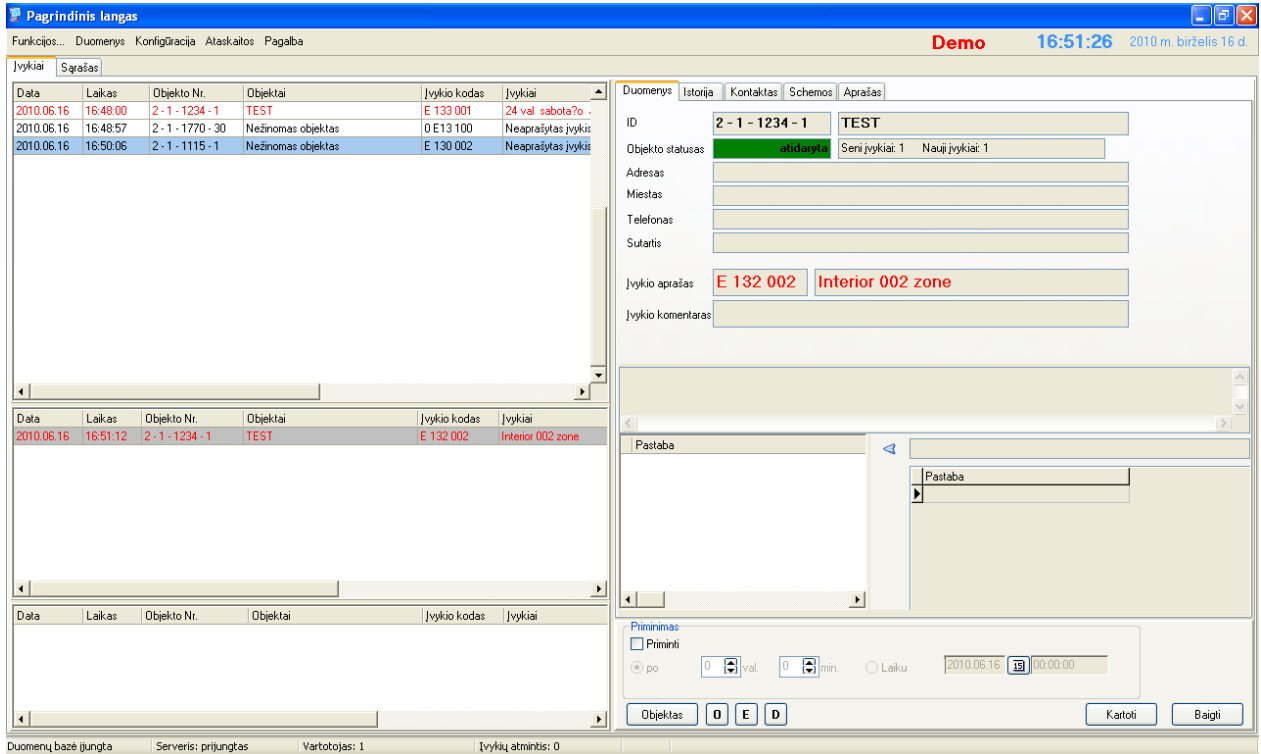 Pagrindinis langas
Funkcijos... Duomenys Konfigūracija Ataskaitos Pagalba
Demo 16:51:26 2010 m. birželis 16 d.
Įvykiai Sąrašas
Data Laikas Objekto Nr. Objektai Įvykio kodas Įvykiai
2010.06.16 16:48:00 2 - 1 - 1234 - 1 TEST E 133 001 24 val sabota?o
2010.06.16 16:48:57 2 - 1 - 1770 - 30 Nežinomas objektas 0 E13 100 Neaprašytas įvykis
2010.06.16 16:50:06 2 - 1 - 1115 - 1 Nežinomas objektas E 130 002 Neaprašytas įvykis
Data Laikas Objekto Nr. Objektai Įvykio kodas Įvykiai
2010.06.16 16:51:12 2 - 1 - 1234 - 1 TEST E 132 002 Interior 002 zone
Data Laikas Objekto Nr. Objektai Įvykio kodas Įvykiai
Duomenys Istorija Kontaktas Schemos Aprašas
ID 2 - 1 - 1234 - 1 TEST
Objekto statusas atidaryta Seni įvykiai: 1 Nauji įvykiai: 1
Adresas
Miestas
Telefonas
Sutartis
Įvykio aprašas E 132 002 Interior 002 zone
Įvykio komentaras
Pastaba
Pastaba
Priminimas
Priminti
po 0 val. 0 min. Laiku 2010.06.16 15 00:00:00
Objektas O E D Kartoti Baigti
Duomenų bazė įjungta Serveris: prijungtas Vartotojas: 1 Įvykių atmintis: 0